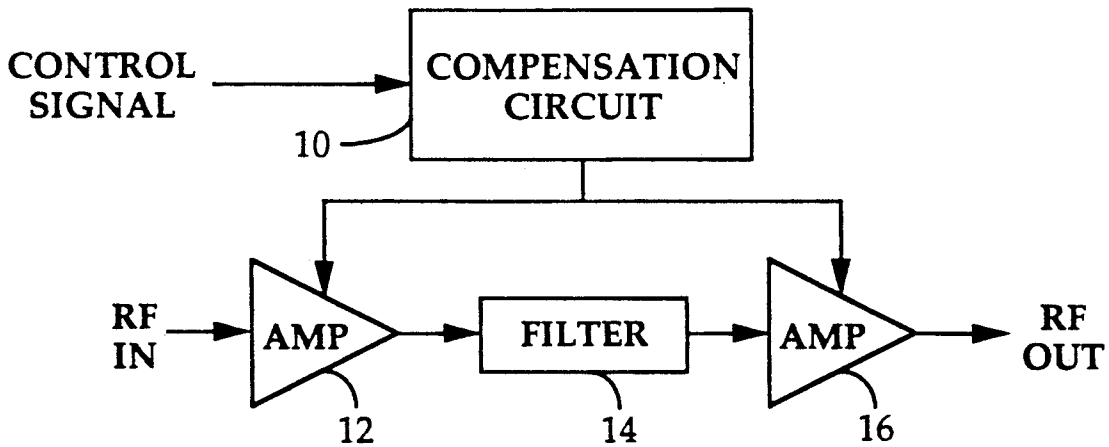 CONTROL
SIGNAL
COMPENSATION
CIRCUIT
10
RF
IN
AMP
FILTER
AMP
RF
OUT
12
14
16